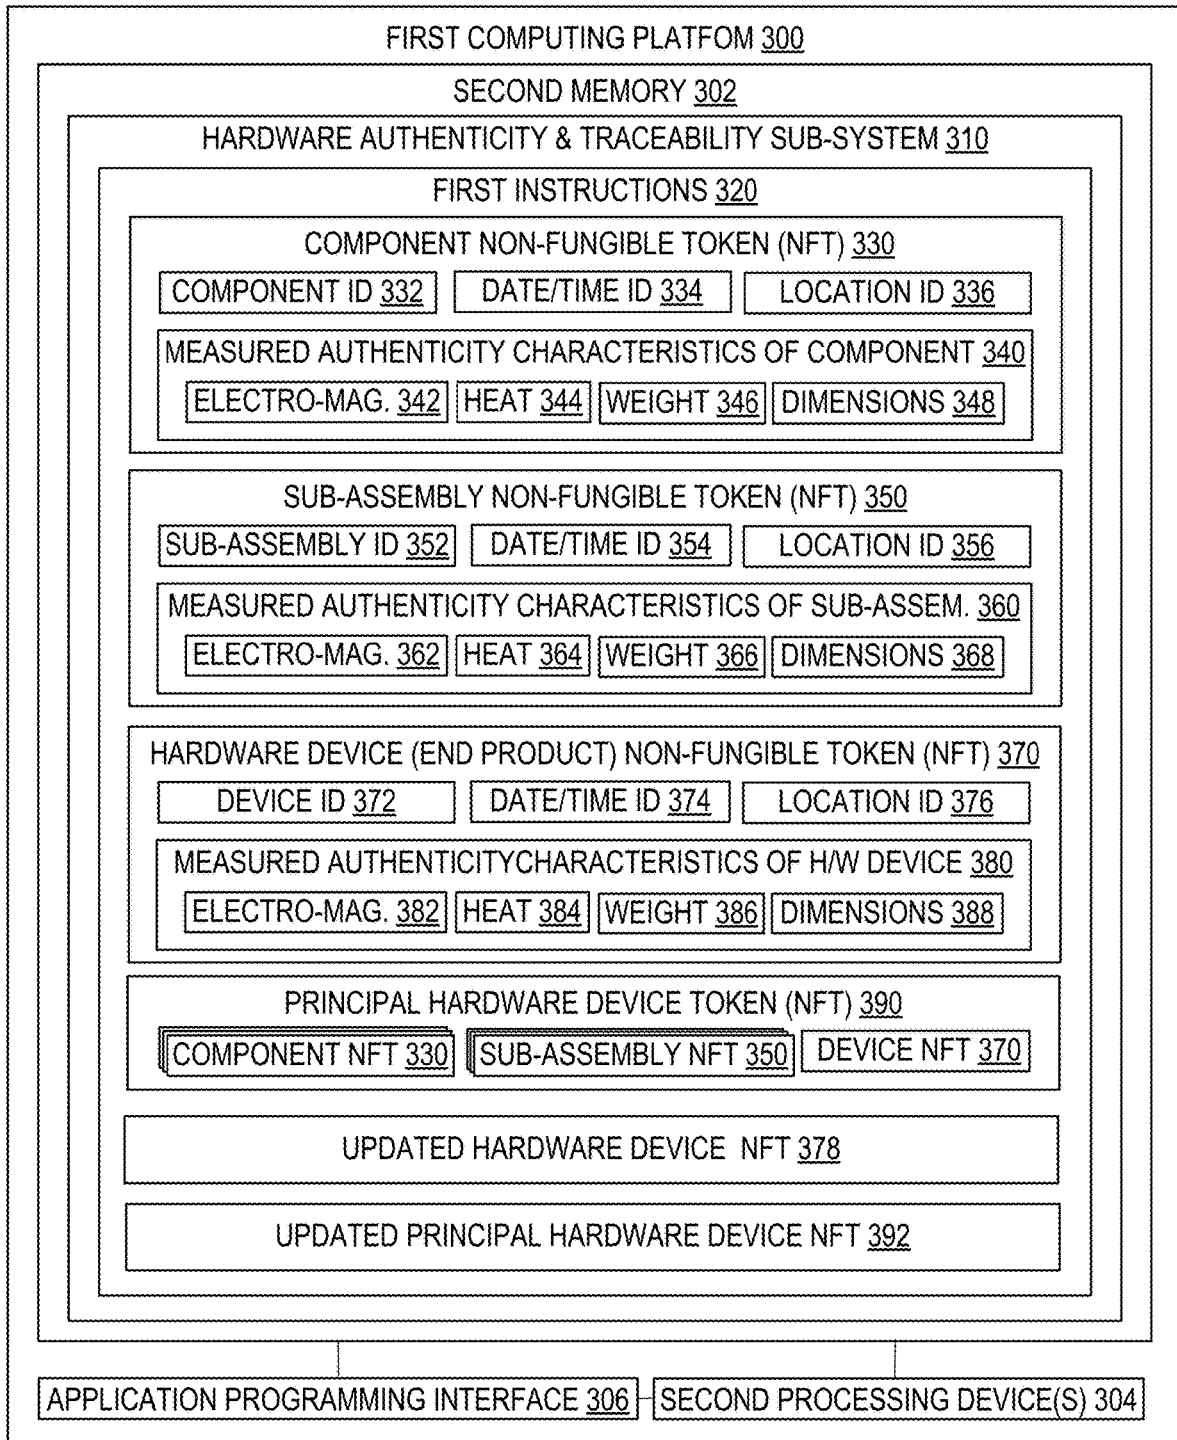 FIRST COMPUTING PLATFOM 300
SECOND MEMORY 302
HARDWARE AUTHENTICITY & TRACEABILITY SUB-SYSTEM 310
FIRST INSTRUCTIONS 320
COMPONENT NON-FUNGIBLE TOKEN (NFT) 330
COMPONENT ID 332 DATE/TIME ID 334 LOCATION ID 336
MEASURED AUTHENTICITY CHARACTERISTICS OF COMPONENT 340
ELECTRO-MAG. 342 HEAT 344 WEIGHT 346 DIMENSIONS 348
SUB-ASSEMBLY NON-FUNGIBLE TOKEN (NFT) 350
SUB-ASSEMBLY ID 352 DATE/TIME ID 354 LOCATION ID 356
MEASURED AUTHENTICITY CHARACTERISTICS OF SUB-ASSEM. 360
ELECTRO-MAG. 362 HEAT 364 WEIGHT 366 DIMENSIONS 368
HARDWARE DEVICE (END PRODUCT) NON-FUNGIBLE TOKEN (NFT) 370
DEVICE ID 372 DATE/TIME ID 374 LOCATION ID 376
MEASURED AUTHENTICITYCHARACTERISTICS OF H/W DEVICE 380
ELECTRO-MAG. 382 HEAT 384 WEIGHT 386 DIMENSIONS 388
PRINCIPAL HARDWARE DEVICE TOKEN (NFT) 390
COMPONENT NFT 330 SUB-ASSEMBLY NFT 350 DEVICE NFT 370
UPDATED HARDWARE DEVICE NFT 378
UPDATED PRINCIPAL HARDWARE DEVICE NFT 392
APPLICATION PROGRAMMING INTERFACE 306 SECOND PROCESSING DEVICE(S) 304